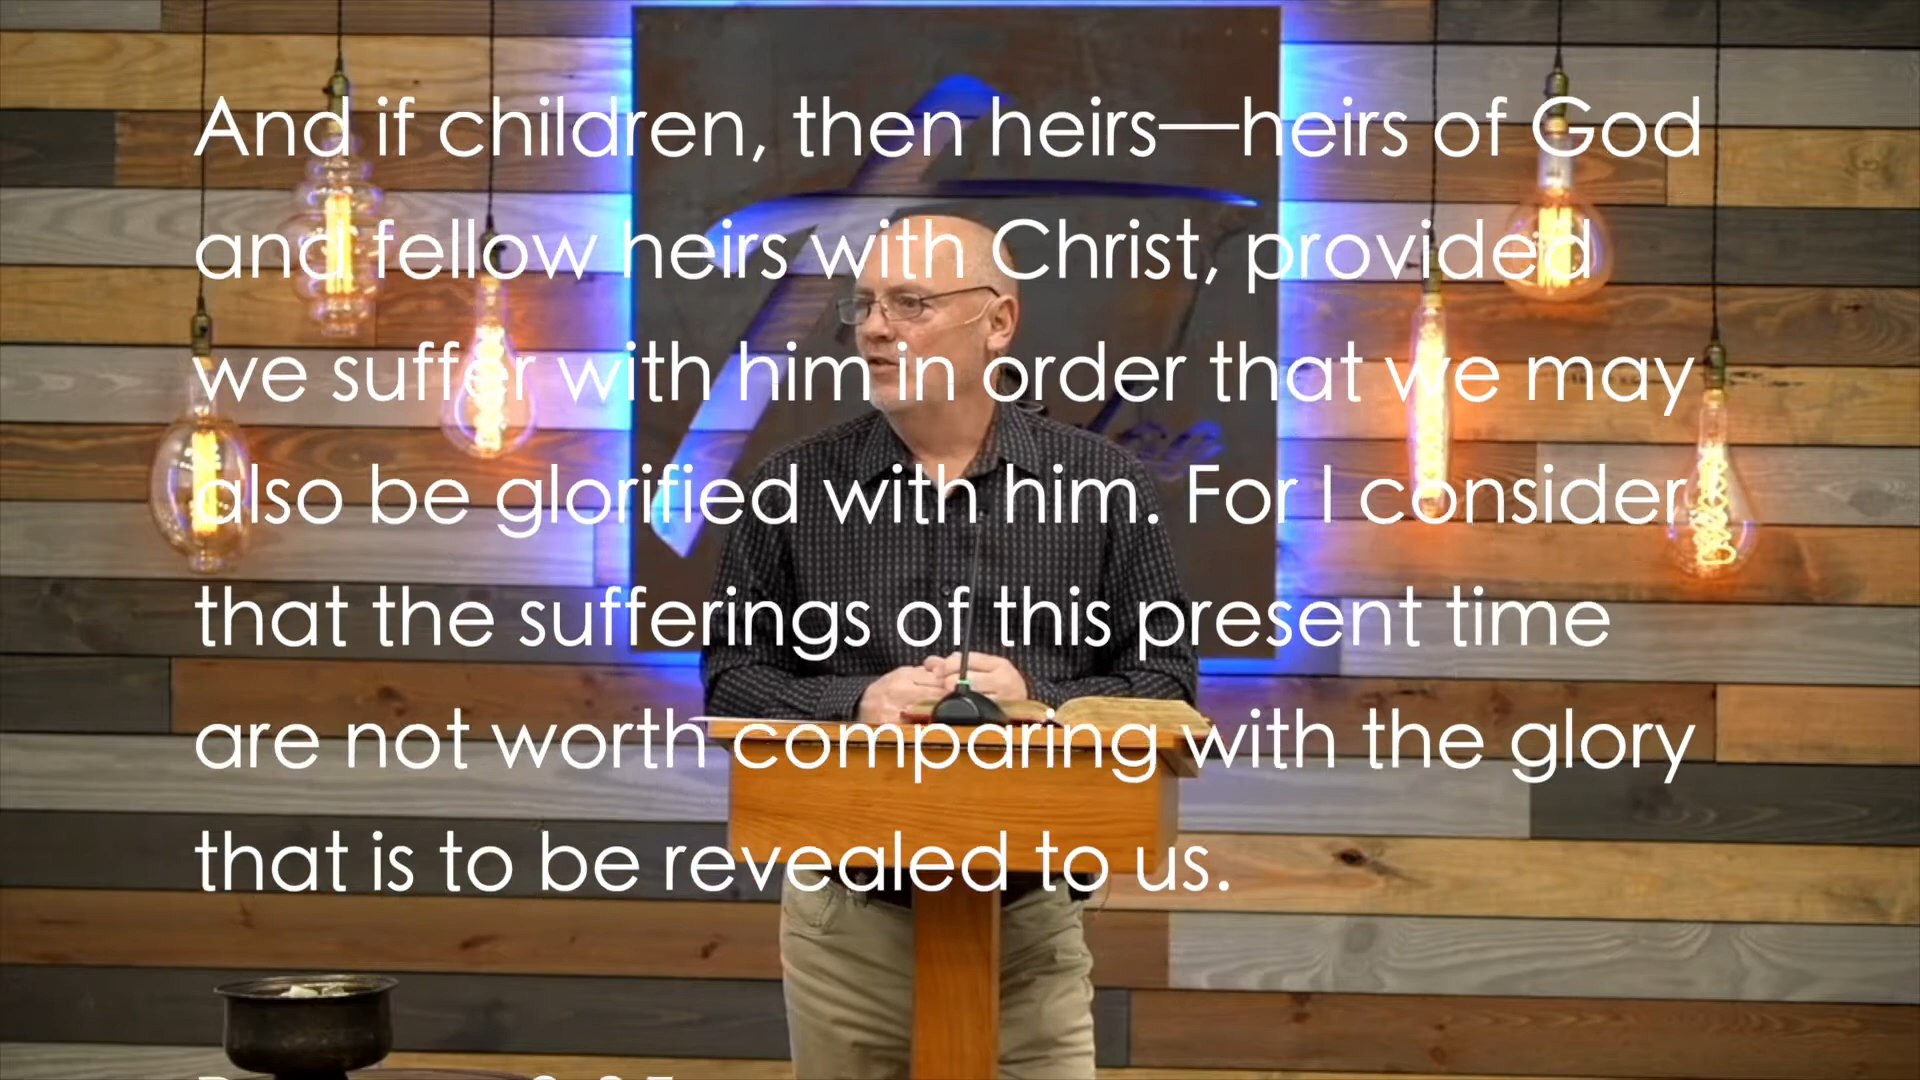 And if children, then heirs—heirs of God
and fellow heirs with Christ, provided
we suffer with him in order that we may
also be glorified with him. For I consider
that the sufferings of this present time
are not worth comparing with the glory
that is to be revealed to us.